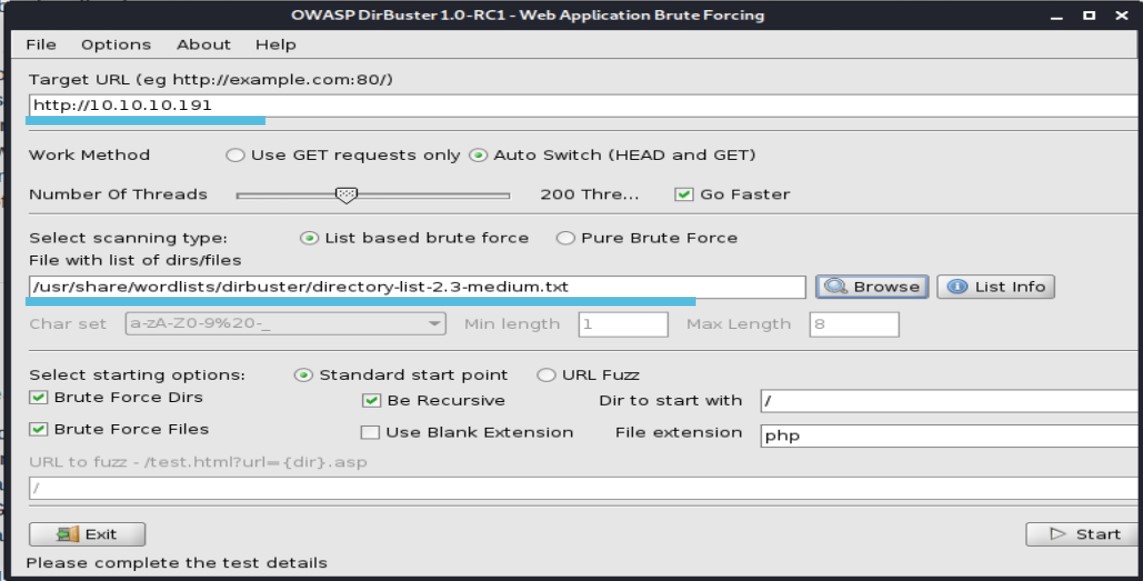 OWASP DirBuster 1.0-RC1 - Web Application Brute Forcing
File Options About Help
Target URL (eg http://example.com:80/)
http://10.10.10.191
Work Method Use GET requests only Auto Switch (HEAD and GET)
Number Of Threads 200 Thre... Go Faster
Select scanning type: List based brute force Pure Brute Force
File with list of dirs/files
/usr/share/wordlists/dirbuster/directory-list-2.3-medium.txt Browse List Info
Char set a-zA-Z0-9%20-_ Min length 1 Max Length 8
Select starting options: Standard start point URL Fuzz
Brute Force Dirs Be Recursive Dir to start with /
Brute Force Files Use Blank Extension File extension php
URL to fuzz - /test.html?url={dir}.asp
/
Exit Start
Please complete the test details